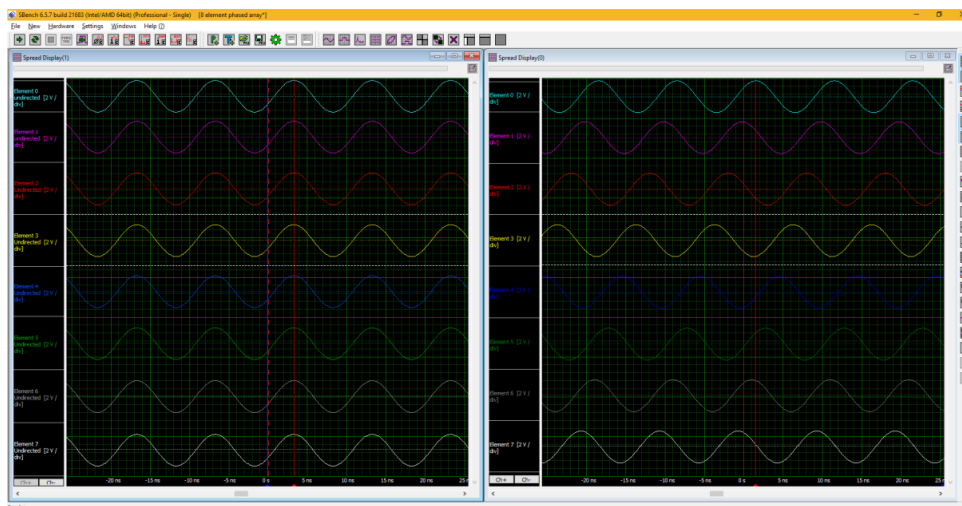 SBench 6.5.7 build 21683 (Intel/AMD 64bit) (Professional - Single) [8 element phased array*]
File New Hardware Settings Windows Help
Spread Display(1)
Element 0
undirected [2 V /
div]
Element 1
undirected [2 V /
div]
Element 2
Undirected [2 V /
div]
Element 3
Undirected [2 V /
div]
Element 4
Undirected [2 V /
div]
Element 5
Undirected [2 V /
div]
Element 6
Undirected [2 V /
div]
Element 7
Undirected [2 V /
div]
Ch+ Ch-
-20 ns -15 ns -10 ns -5 ns 0 s 5 ns 10 ns 15 ns 20 ns 25 n
Spread Display(0)
Element 0 [2 V /
div]
Element 1 [2 V /
div]
Element 2 [2 V /
div]
Element 3 [2 V /
div]
Element 4 [2 V /
div]
Element 5 [2 V /
div]
Element 6 [2 V /
div]
Element 7 [2 V /
div]
Ch+ Ch-
-20 ns -15 ns -10 ns -5 ns 0 s 5 ns 10 ns 15 ns 20 ns 25 n